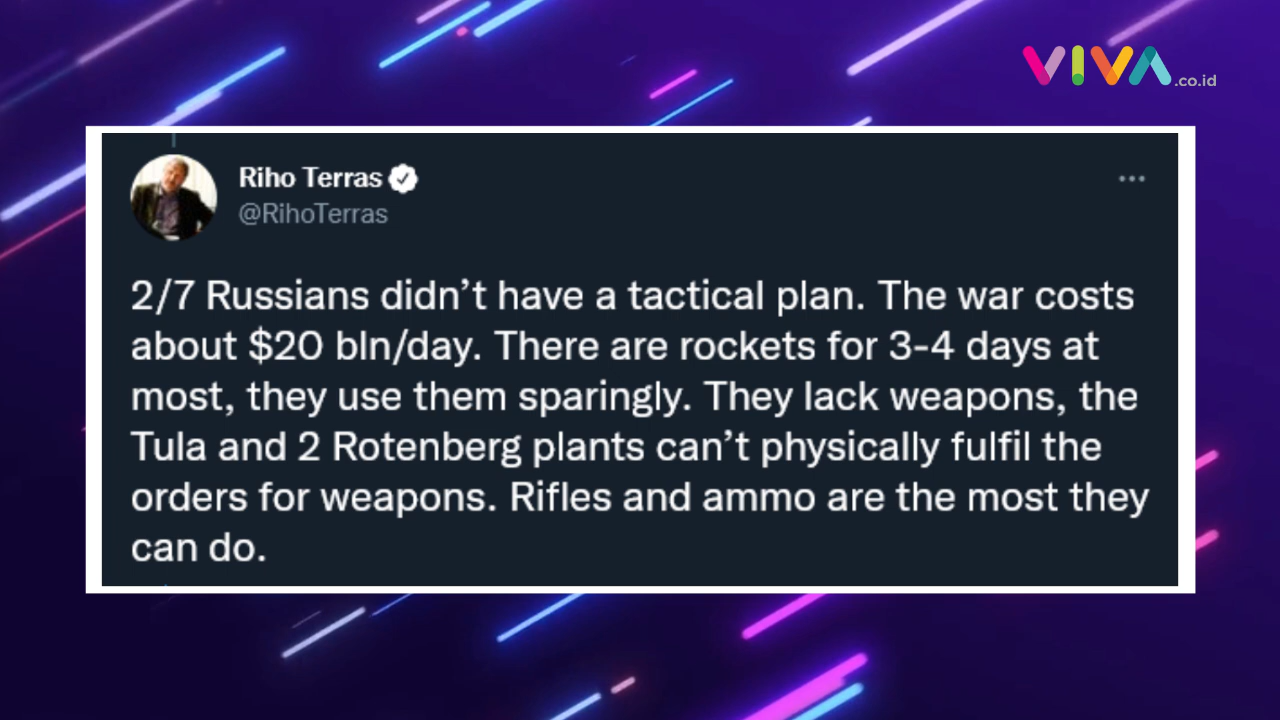 VIVA.co.id
Riho Terras
@RihoTerras
2/7 Russians didn’t have a tactical plan. The war costs
about $20 bln/day. There are rockets for 3-4 days at
most, they use them sparingly. They lack weapons, the
Tula and 2 Rotenberg plants can’t physically fulfil the
orders for weapons. Rifles and ammo are the most they
can do.